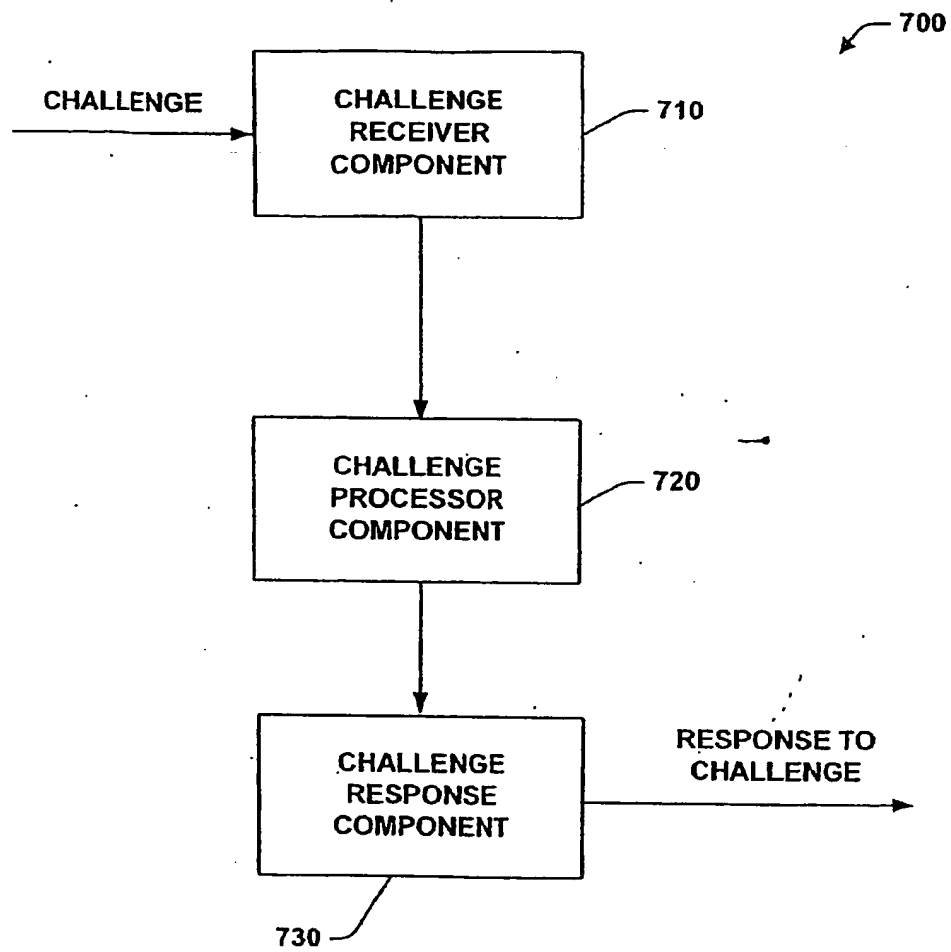 700
CHALLENGE
CHALLENGE
RECEIVER
COMPONENT
710
CHALLENGE
PROCESSOR
COMPONENT
720
CHALLENGE
RESPONSE
COMPONENT
RESPONSE TO
CHALLENGE
730